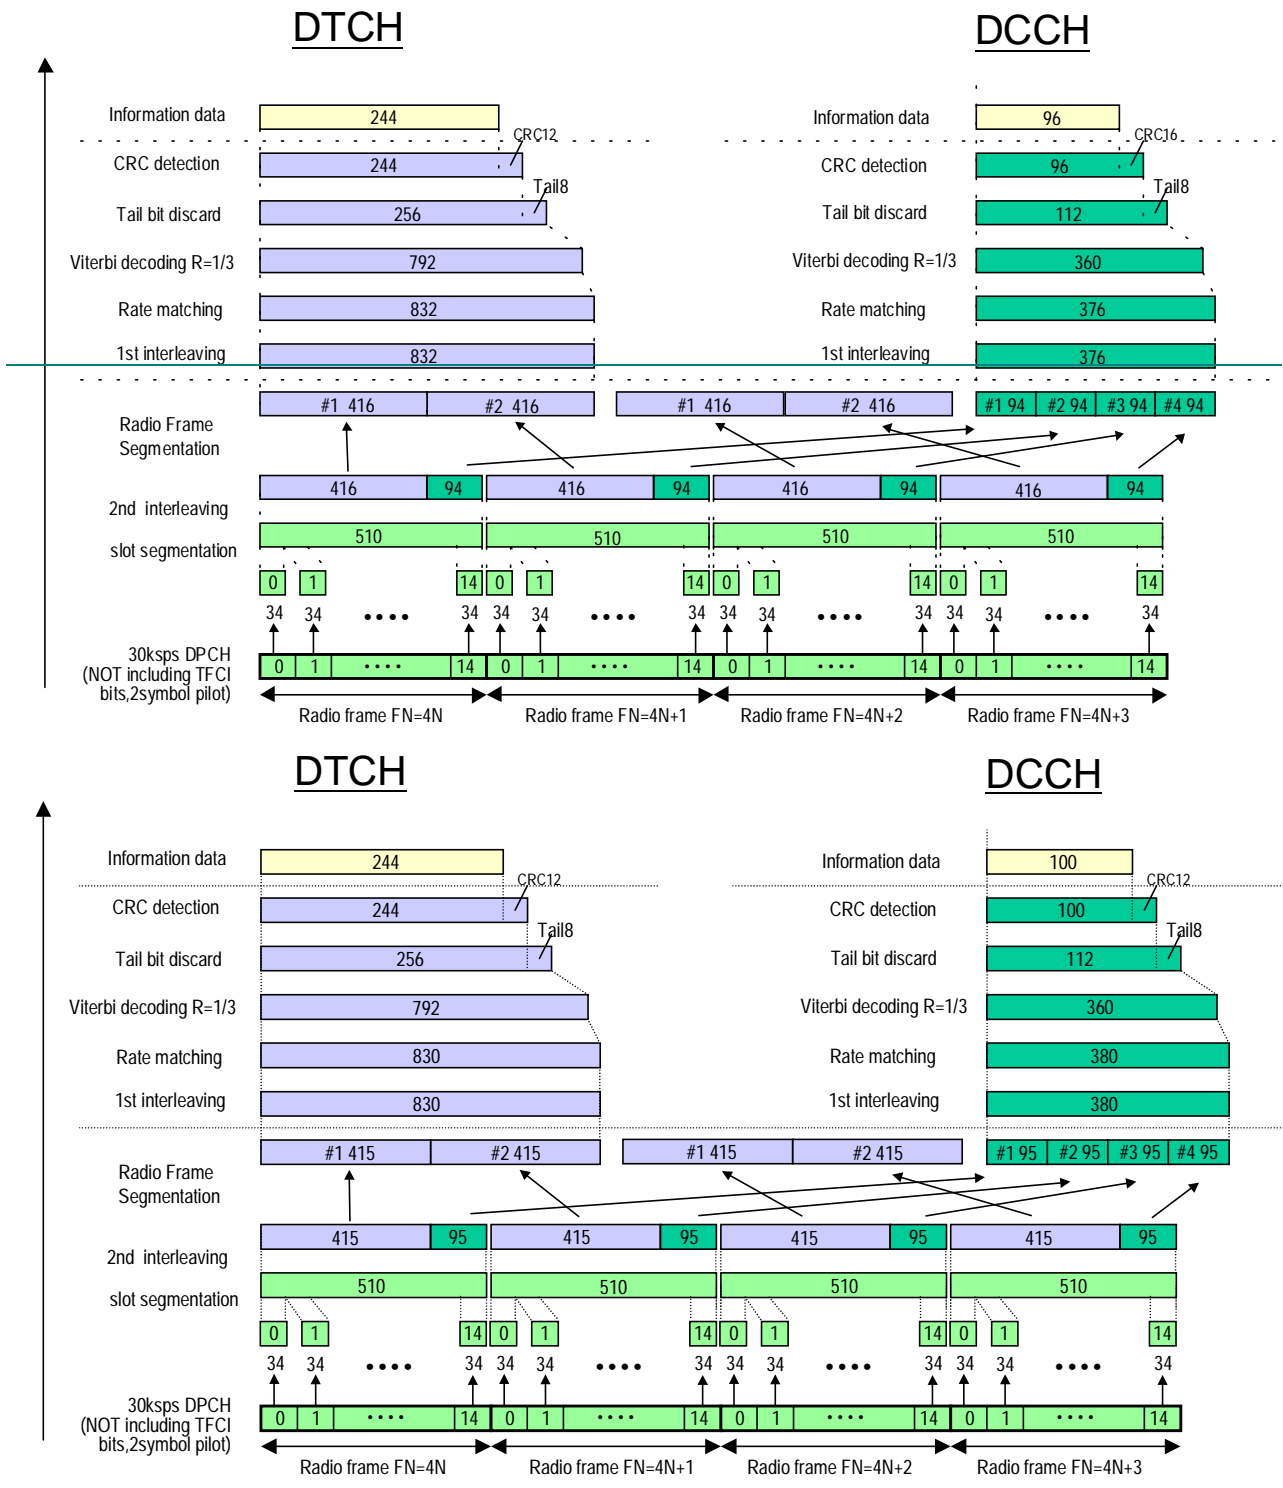 DTCH DCCH
Information data 244 Information data 96
CRC12 CRC16
CRC detection 244 CRC detection 96
Tail8 Tail8
Tail bit discard 256 Tail bit discard 112
Viterbi decoding R=1/3 792 Viterbi decoding R=1/3 360
Rate matching 832 Rate matching 376
1st interleaving 832 1st interleaving 376
#1 416 #2 416 #1 416 #2 416 #1 94 #2 94 #3 94 #4 94
Radio Frame
Segmentation
416 94 416 94 416 94 416 94
2nd interleaving
510 510 510 510
slot segmentation
0 1 14 0 1 14 0 1 14 0 1 14
34 34 •••• 34 34 34 •••• 34 34 34 •••• 34 34 34 •••• 34
30ksps DPCH
(NOT including TFCI
bits,2symbol pilot)
0 1 •••• 14 0 1 •••• 14 0 1 •••• 14 0 1 •••• 14
Radio frame FN=4N Radio frame FN=4N+1 Radio frame FN=4N+2 Radio frame FN=4N+3
DTCH DCCH
Information data 244 Information data 100
CRC12 CRC12
CRC detection 244 CRC detection 100
Tail8 Tail8
Tail bit discard 256 Tail bit discard 112
Viterbi decoding R=1/3 792 Viterbi decoding R=1/3 360
Rate matching 830 Rate matching 380
1st interleaving 830 1st interleaving 380
#1 415 #2 415 #1 415 #2 415 #1 95 #2 95 #3 95 #4 95
Radio Frame
Segmentation
415 95 415 95 415 95 415 95
2nd interleaving
510 510 510 510
slot segmentation
0 1 14 0 1 14 0 1 14 0 1 14
34 34 •••• 34 34 34 •••• 34 34 34 •••• 34 34 34 •••• 34
30ksps DPCH
(NOT including TFCI
bits,2symbol pilot)
0 1 •••• 14 0 1 •••• 14 0 1 •••• 14 0 1 •••• 14
Radio frame FN=4N Radio frame FN=4N+1 Radio frame FN=4N+2 Radio frame FN=4N+3